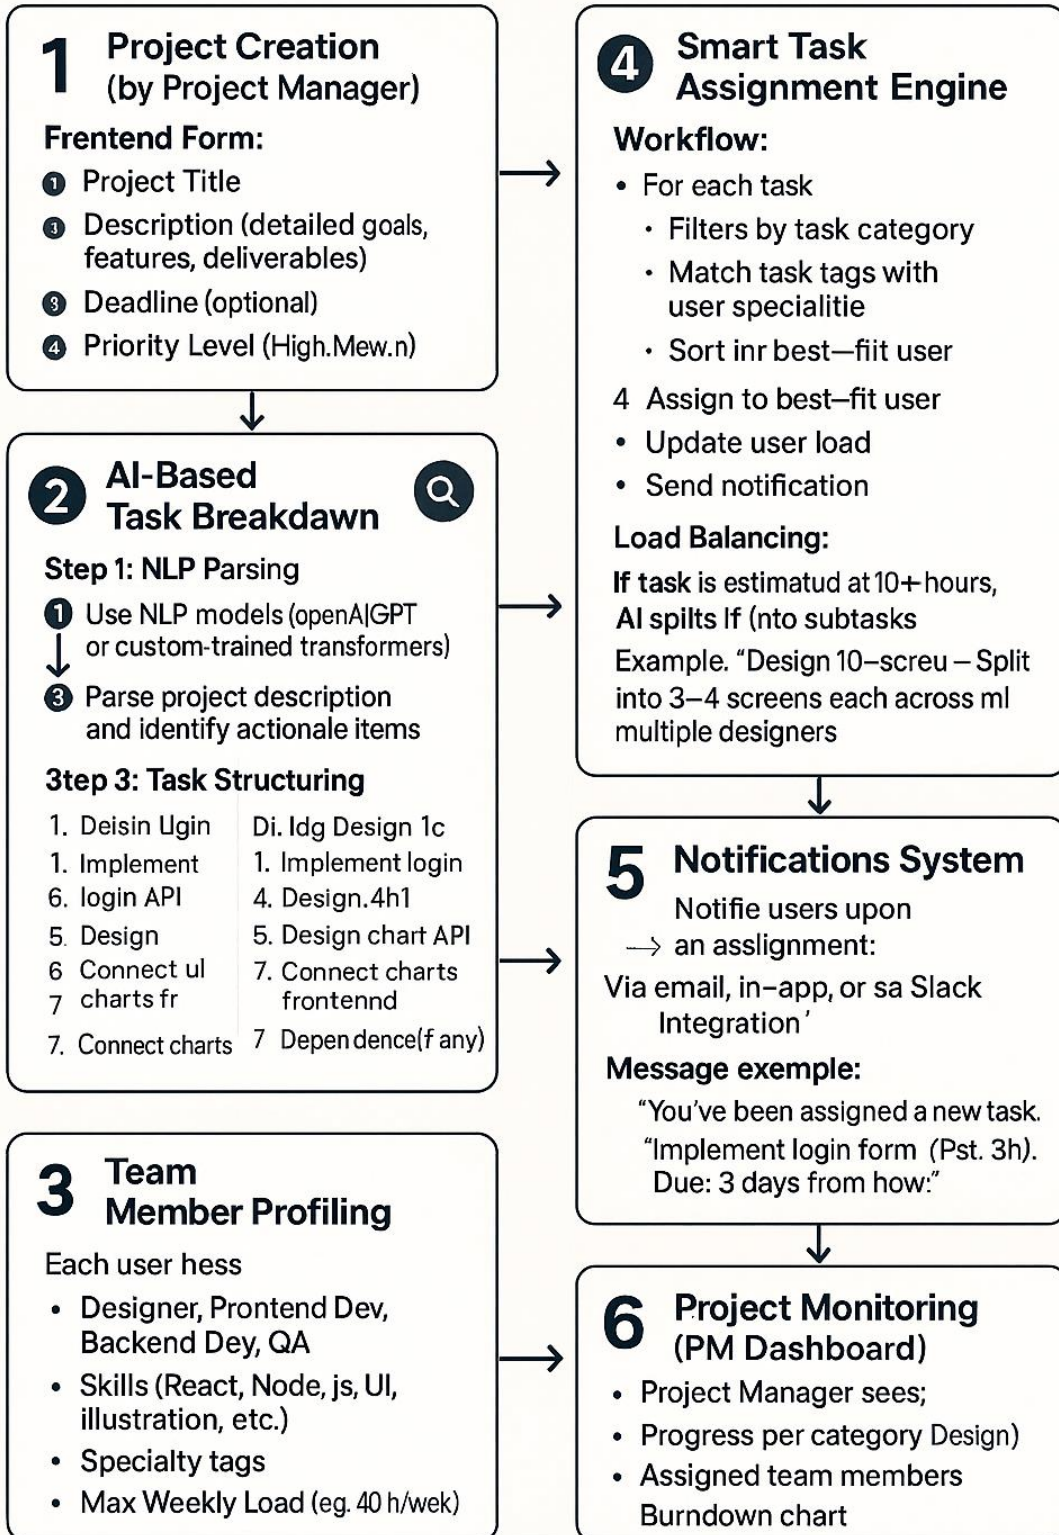 1 Project Creation
(by Project Manager)
Frentend Form:
1 Project Title
3 Description (detailed goals,
features, deliverables)
3 Deadline (optional)
4 Priority Level (High.Mew.n)
2 AI-Based
Task Breakdawn
Step 1: NLP Parsing
1 Use NLP models (openA|GPT
or custom-trained transformers)
3 Parse project description
and identify actionale items
3tep 3: Task Structuring
1. Deisin Ugin
1. Implement
6. login API
5. Design
6 Connect ul
7 charts fr
7. Connect charts
Di. Idg Design 1c
1. Implement login
4. Design.4h1
5. Design chart API
7. Connect charts
frontennd
7 Dependence(f any)
3 Team
Member Profiling
Each user hess
• Designer, Prontend Dev,
Backend Dey, QA
• Skills (React, Node, js, UI,
illustration, etc.)
• Specialty tags
• Max Weekly Load (eg. 40 h/wek)
4 Smart Task
Assignment Engine
Workflow:
• For each task
• Filters by task category
• Match task tags with
user specialitie
• Sort inr best–fiit user
4 Assign to best–fit user
• Update user load
• Send notification
Load Balancing:
If task is estimatud at 10+hours,
AI spilts If (nto subtasks
Example. “Design 10–screu – Split
into 3–4 screens each across ml
multiple designers
5 Notifications System
Notifie users upon
→ an asslignment:
Via email, in–app, or sa Slack
Integration’
Message exemple:
“You’ve been assigned a new task.
“Implement login form (Pst. 3h).
Due: 3 days from how:”
6 Project Monitoring
(PM Dashboard)
• Project Manager sees;
• Progress per category Design)
• Assigned team members
Burndown chart